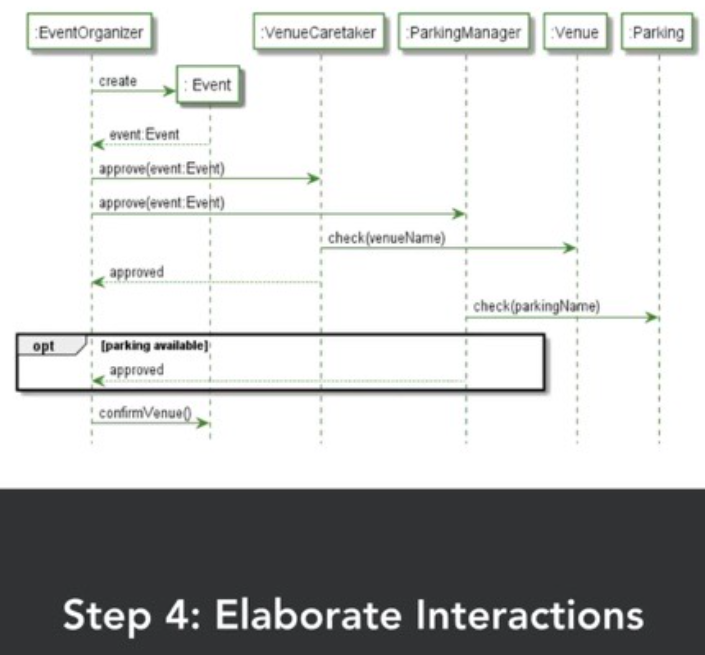 :EventOrganizer
:VenueCaretaker
:ParkingManager
:Venue
:Parking
create
: Event
event:Event
approve(event:Event)
approve(event:Event)
check(venueName)
approved
check(parkingName)
opt
[parking available]
approved
confirmVenue()
Step 4: Elaborate Interactions